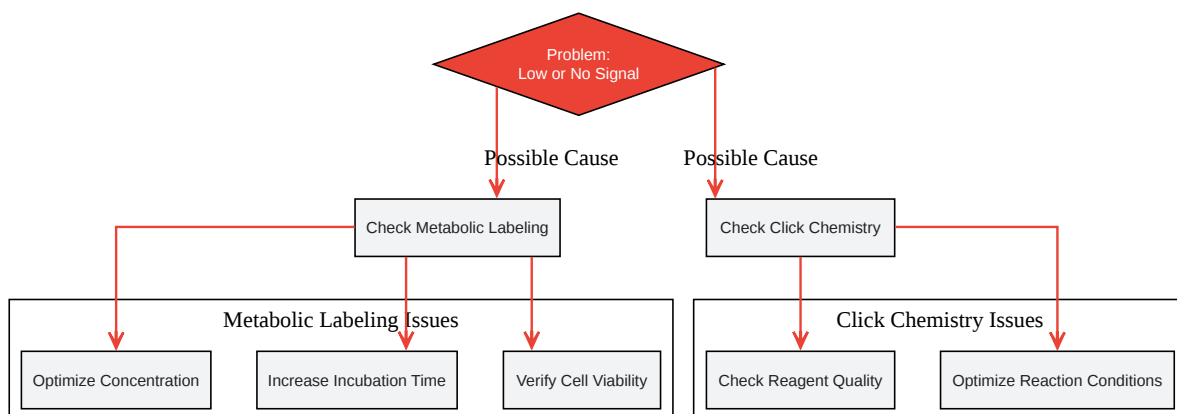 Problem:
Low or No Signal
Possible Cause
Possible Cause
Check Metabolic Labeling
Check Click Chemistry
Metabolic Labeling Issues
Click Chemistry Issues
Optimize Concentration
Increase Incubation Time
Verify Cell Viability
Check Reagent Quality
Optimize Reaction Conditions